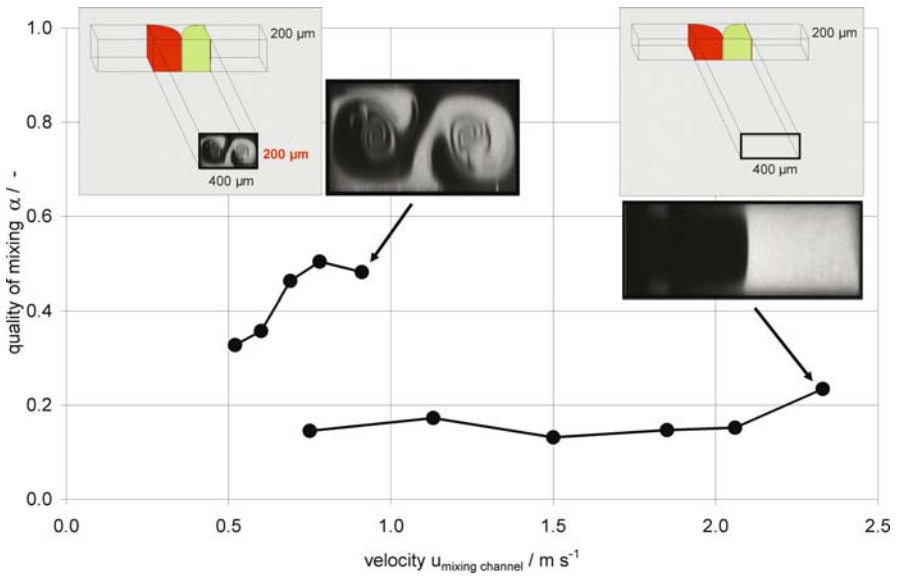 quality of mixing α / -
1.0
0.8
0.6
0.4
0.2
0.0
0.0
0.5
1.0
1.5
2.0
2.5
velocity u mixing channel / m s⁻¹
200 µm
200 µm
400 µm
200 µm
400 µm